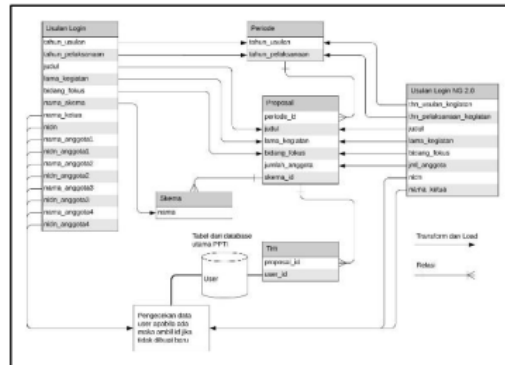 Usulan Login
tahun_usulan
tahun_pelaksanaan
judul
lama_kegiatan
bidang_fokus
nama_skema
nama_ketua
nidn
nama_anggota1
nidn_anggota1
nama_anggota2
nidn_anggota2
nama_anggota3
nidn_anggota3
nama_anggota4
nidn_anggota4
Periode
tahun_usulan
tahun_pelaksanaan
Proposal
periode_id
judul
lama_kegiatan
bidang_fokus
jumlah_anggota
skema_id
Usulan Login NG 2.0
thn_usulan_kegiatan
thn_pelaksanaan_kegiatan
judul
lama_kegiatan
bidang_fokus
jml_anggota
nidn
nama_ketua
Skema
nama
Tabel dari database
utama PPTI
User
Tim
proposal_id
user_id
Transform dan Load
Relasi
Pengecekan data
user apabila ada
maka ambil id jika
tidak dibuat baru